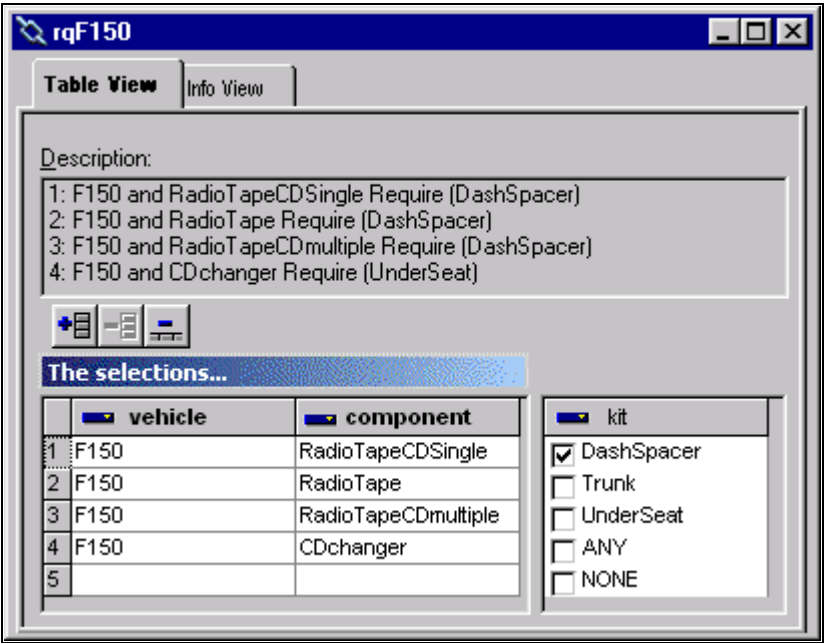 rqF150
Table View Info View
Description:
1: F150 and RadioTapeCDSingle Require (DashSpacer)
2: F150 and RadioTape Require (DashSpacer)
3: F150 and RadioTapeCDmultiple Require (DashSpacer)
4: F150 and CDchanger Require (UnderSeat)
The selections...
vehicle component kit
1 F150 RadioTapeCDSingle DashSpacer
2 F150 RadioTape Trunk
3 F150 RadioTapeCDmultiple UnderSeat
4 F150 CDchanger ANY
5 NONE